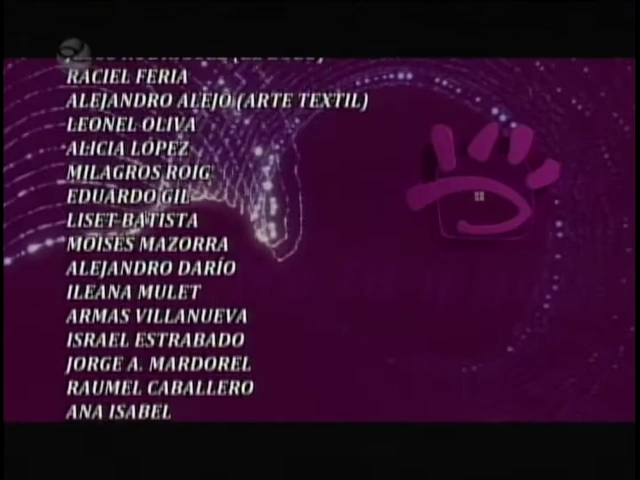 RACIEL FERIA
ALEJANDRO ALEJO (ARTE TEXTIL)
LEONEL OLIVA
ALICIA LÓPEZ
MILAGROS ROIG
EDUARDO GIL
LISET BATISTA
MOISES MAZORRA
ALEJANDRO DARÍO
ILEANA MULET
ARMAS VILLANUEVA
ISRAEL ESTRABADO
JORGE A. MARDOREL
RAUMEL CABALLERO
ANA ISABEL